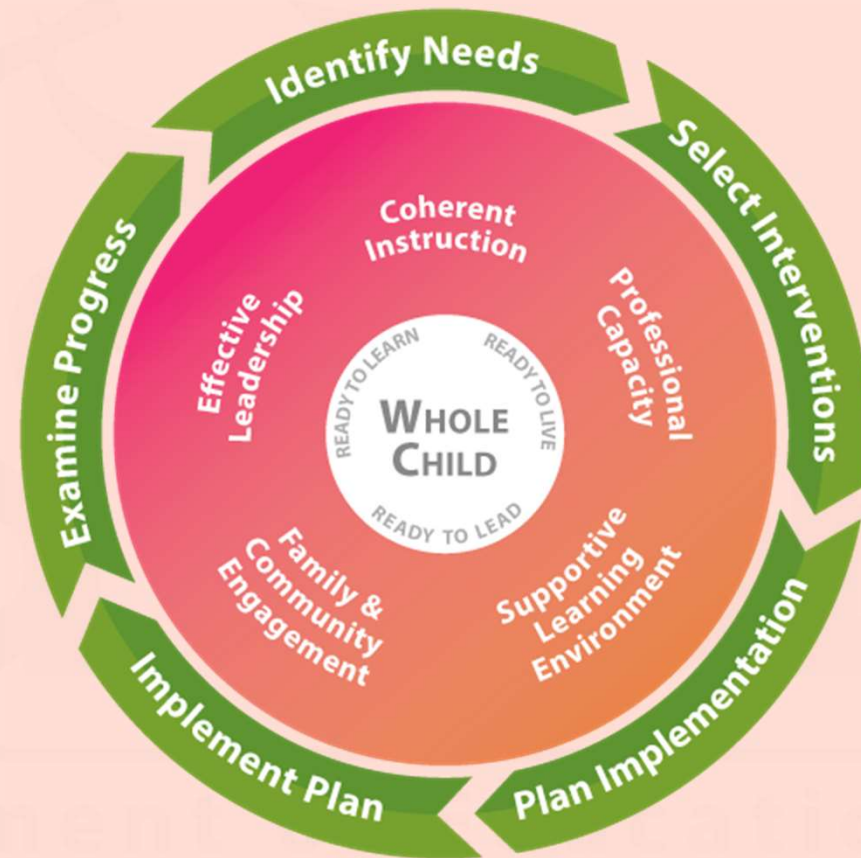 Identify Needs
Select Interventions
Plan Implementation
Implement Plan
Examine Progress
Coherent
Instruction
Professional
Capacity
Supportive
Learning
Environment
Family &
Community
Engagement
Effective
Leadership
READY TO LEARN
READY TO LIVE
READY TO LEAD
WHOLE
CHILD